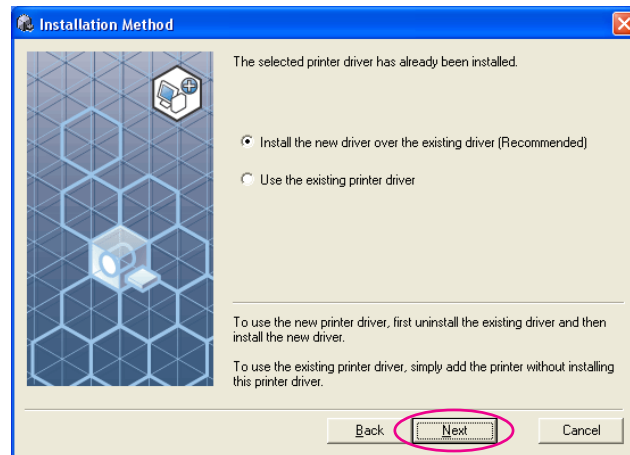 Installation Method
The selected printer driver has already been installed.
Install the new driver over the existing driver (Recommended)
Use the existing printer driver
To use the new printer driver, first uninstall the existing driver and then
install the new driver.
To use the existing printer driver, simply add the printer without installing
this printer driver.
Back
Next
Cancel